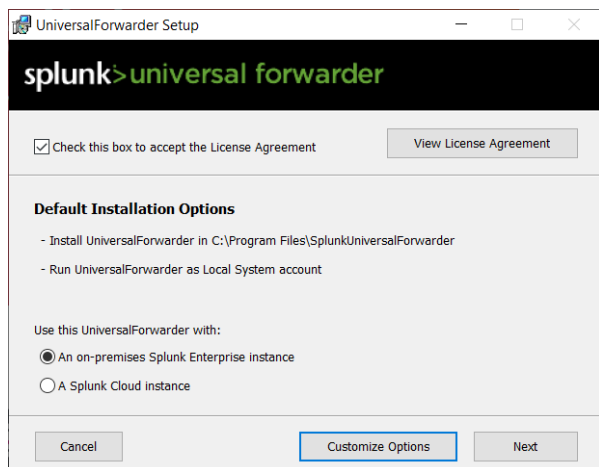 UniversalForwarder Setup
splunk>universal forwarder
Check this box to accept the License Agreement
View License Agreement
Default Installation Options
- Install UniversalForwarder in C:\Program Files\SplunkUniversalForwarder
- Run UniversalForwarder as Local System account
Use this UniversalForwarder with:
An on-premises Splunk Enterprise instance
A Splunk Cloud instance
Cancel
Customize Options
Next